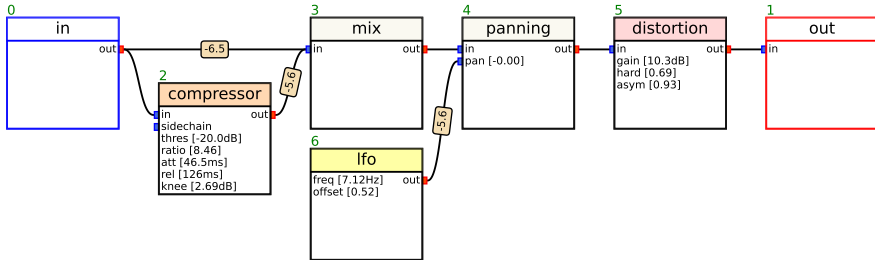 0
in
out
-6.5
2
compressor
in
out
sidechain
thres [-20.0dB]
ratio [8.46]
att [46.5ms]
rel [126ms]
knee [2.69dB]
-5.6
3
mix
in
out
6
lfo
freq [7.12Hz]
out
offset [0.52]
-5.6
4
panning
in
out
pan [-0.00]
5
distortion
in
out
gain [10.3dB]
hard [0.69]
asym [0.93]
1
out
in